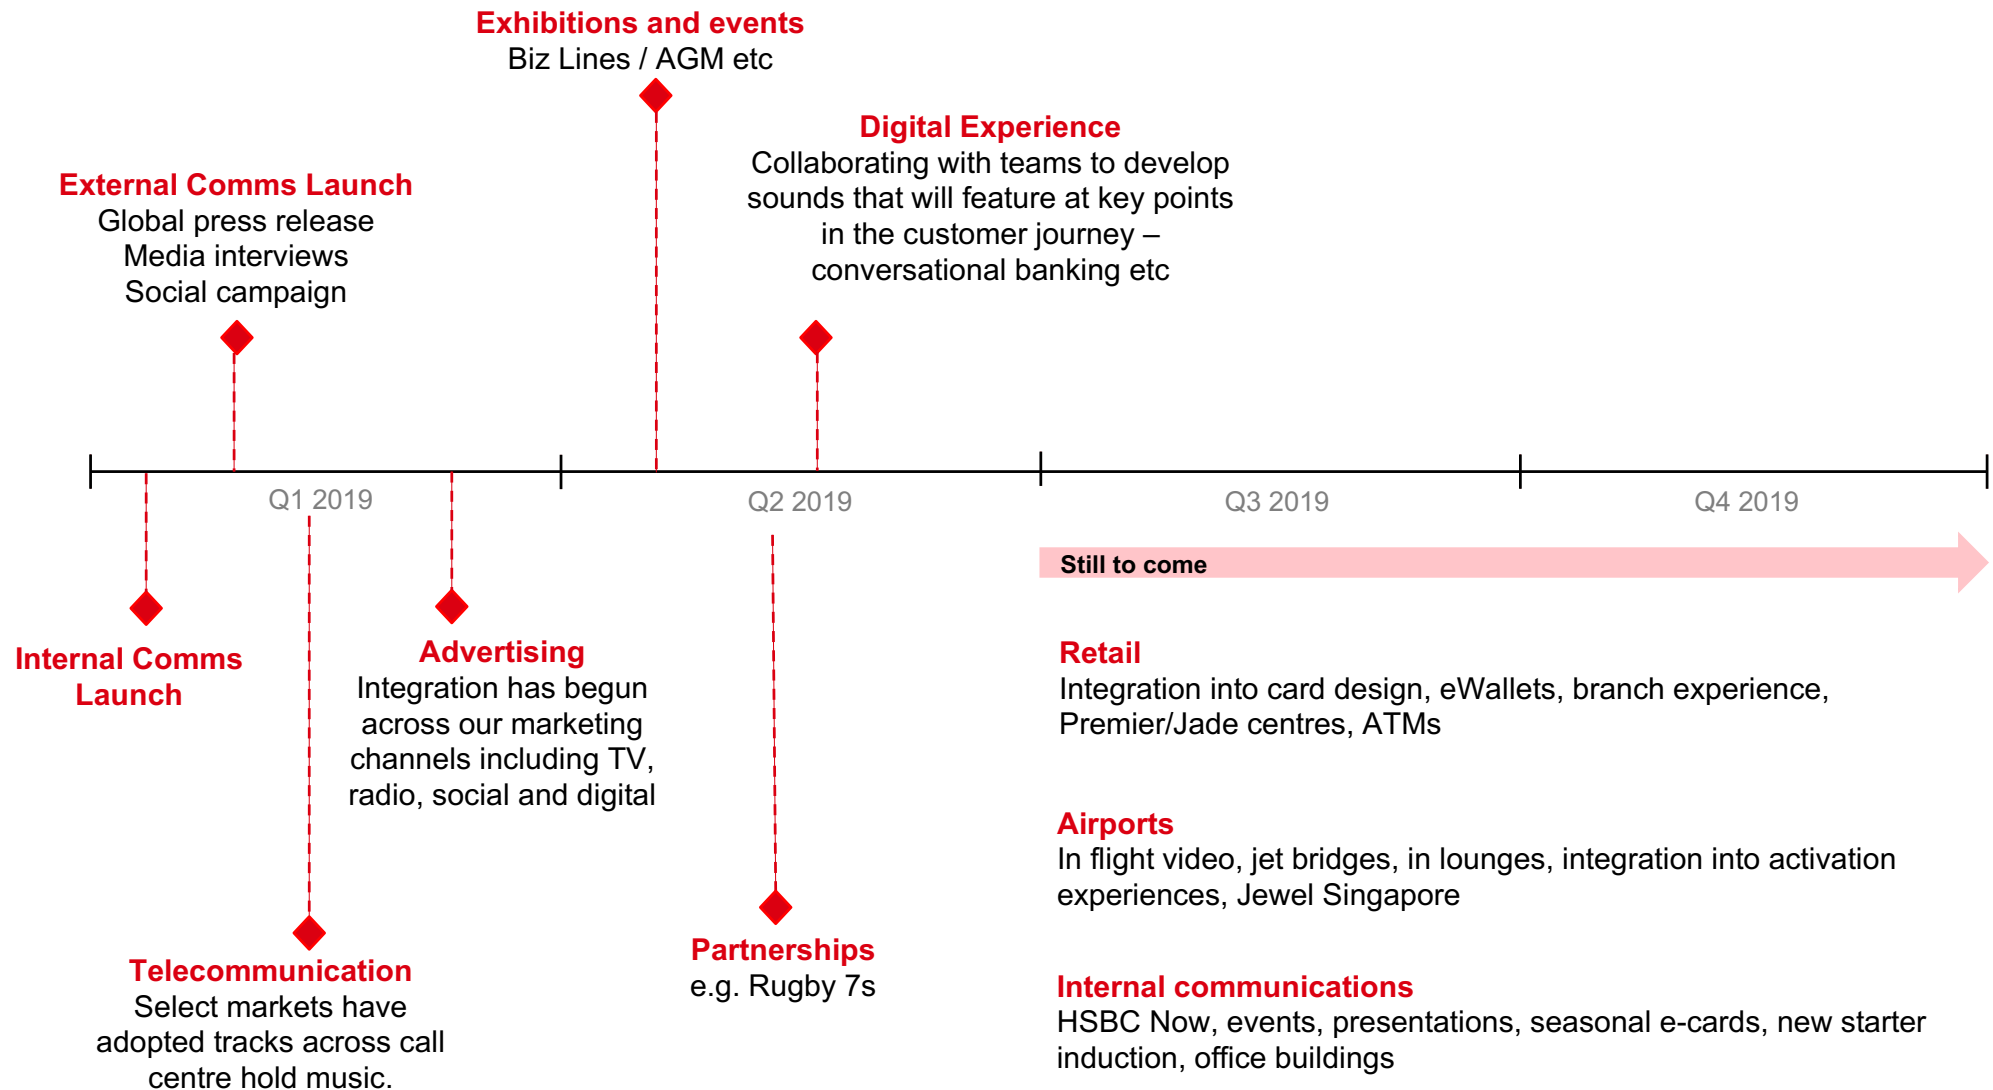 Exhibitions and events
Biz Lines / AGM etc
Digital Experience
Collaborating with teams to develop
sounds that will feature at key points
in the customer journey –
conversational banking etc
External Comms Launch
Global press release
Media interviews
Social campaign
Q1 2019
Q2 2019
Q3 2019
Q4 2019
Still to come
Internal Comms
Launch
Advertising
Integration has begun
across our marketing
channels including TV,
radio, social and digital
Telecommunication
Select markets have
adopted tracks across call
centre hold music.
Partnerships
e.g. Rugby 7s
Retail
Integration into card design, eWallets, branch experience,
Premier/Jade centres, ATMs
Airports
In flight video, jet bridges, in lounges, integration into activation
experiences, Jewel Singapore
Internal communications
HSBC Now, events, presentations, seasonal e-cards, new starter
induction, office buildings